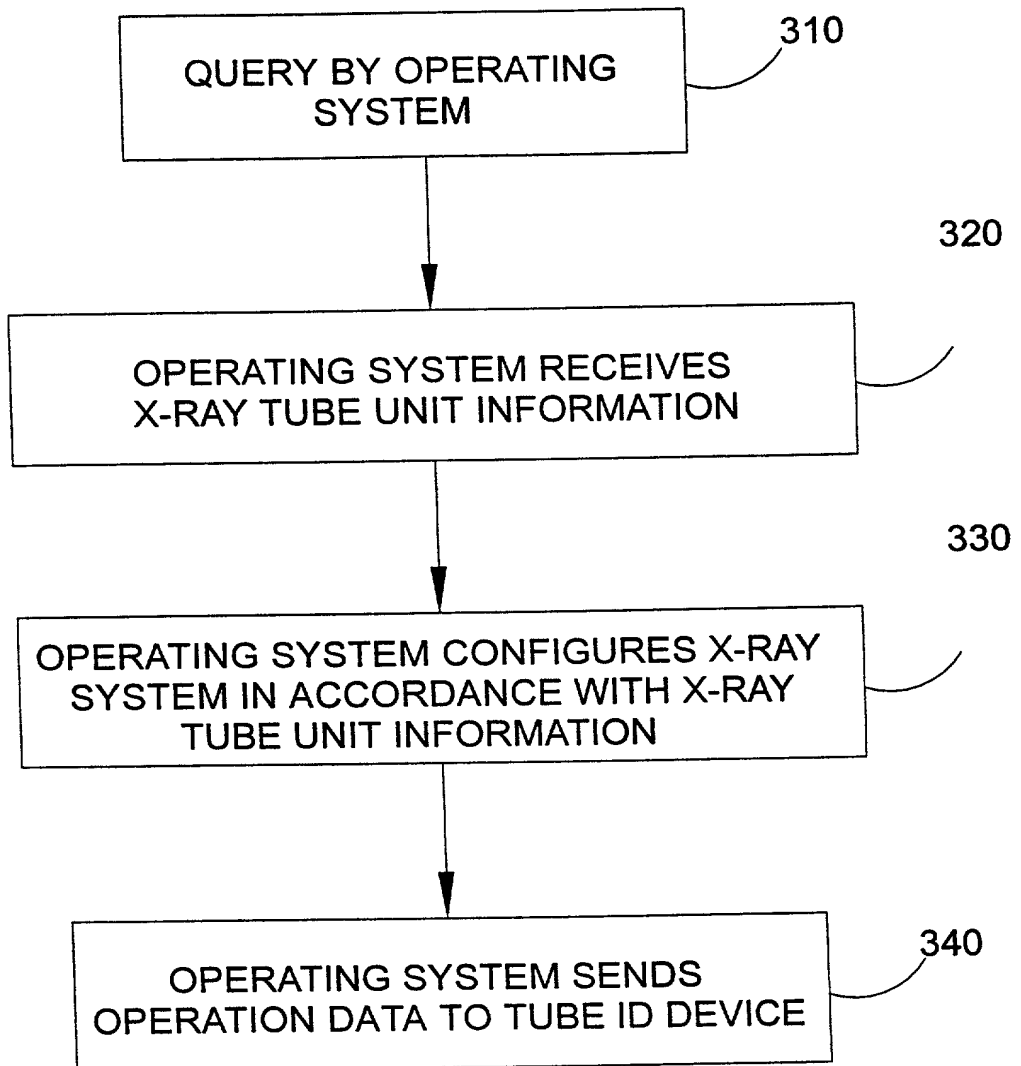 310
QUERY BY OPERATING
SYSTEM
320
OPERATING SYSTEM RECEIVES
X-RAY TUBE UNIT INFORMATION
330
OPERATING SYSTEM CONFIGURES X-RAY
SYSTEM IN ACCORDANCE WITH X-RAY
TUBE UNIT INFORMATION
340
OPERATING SYSTEM SENDS
OPERATION DATA TO TUBE ID DEVICE